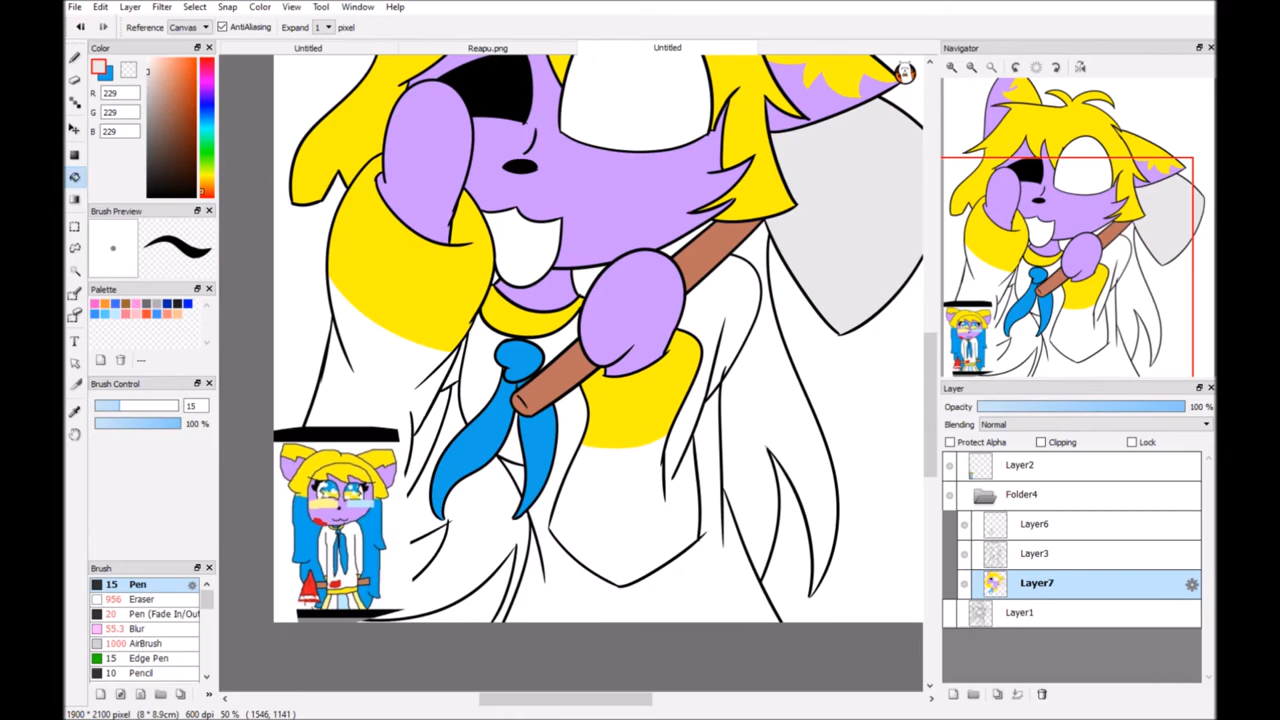 File Edit Layer Filter Select Snap Color View Tool Window Help
Reference Canvas AntiAliasing Expand 1 pixel
Color
Untitled Reapu.png Untitled
Navigator
R 229
G 229
B 229
Brush Preview
Palette
---
Brush Control
15
100 %
Layer
Opacity 100 %
Blending Normal
Protect Alpha Clipping Lock
Layer2
Folder4
Layer6
Layer3
Layer7
Layer1
Brush
15 Pen
956 Eraser
20 Pen (Fade In/Out
55.3 Blur
1000 AirBrush
15 Edge Pen
10 Pencil
1900 * 2100 pixel (8 * 8.9cm) 600 dpi 50 % ( 1546, 1141 )